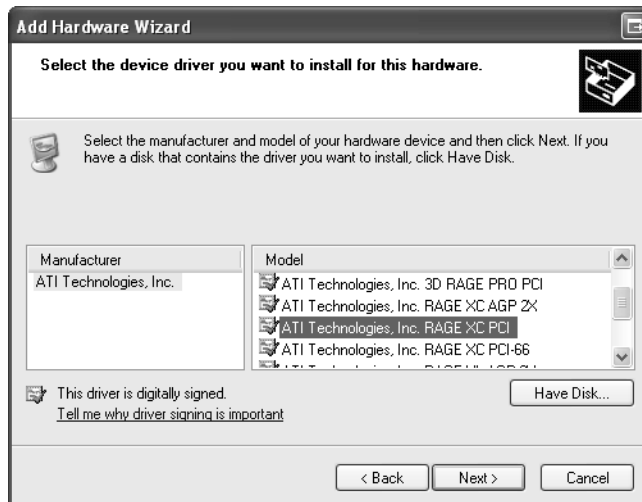 Add Hardware Wizard
Select the device driver you want to install for this hardware.
Select the manufacturer and model of your hardware device and then click Next. If you
have a disk that contains the driver you want to install, click Have Disk.
Manufacturer
ATI Technologies, Inc.
Model
ATI Technologies, Inc. 3D RAGE PRO PCI
ATI Technologies, Inc. RAGE XC AGP 2X
ATI Technologies, Inc. RAGE XC PCI
ATI Technologies, Inc. RAGE XC PCI-66
This driver is digitally signed.
Tell me why driver signing is important
Have Disk...
< Back
Next >
Cancel